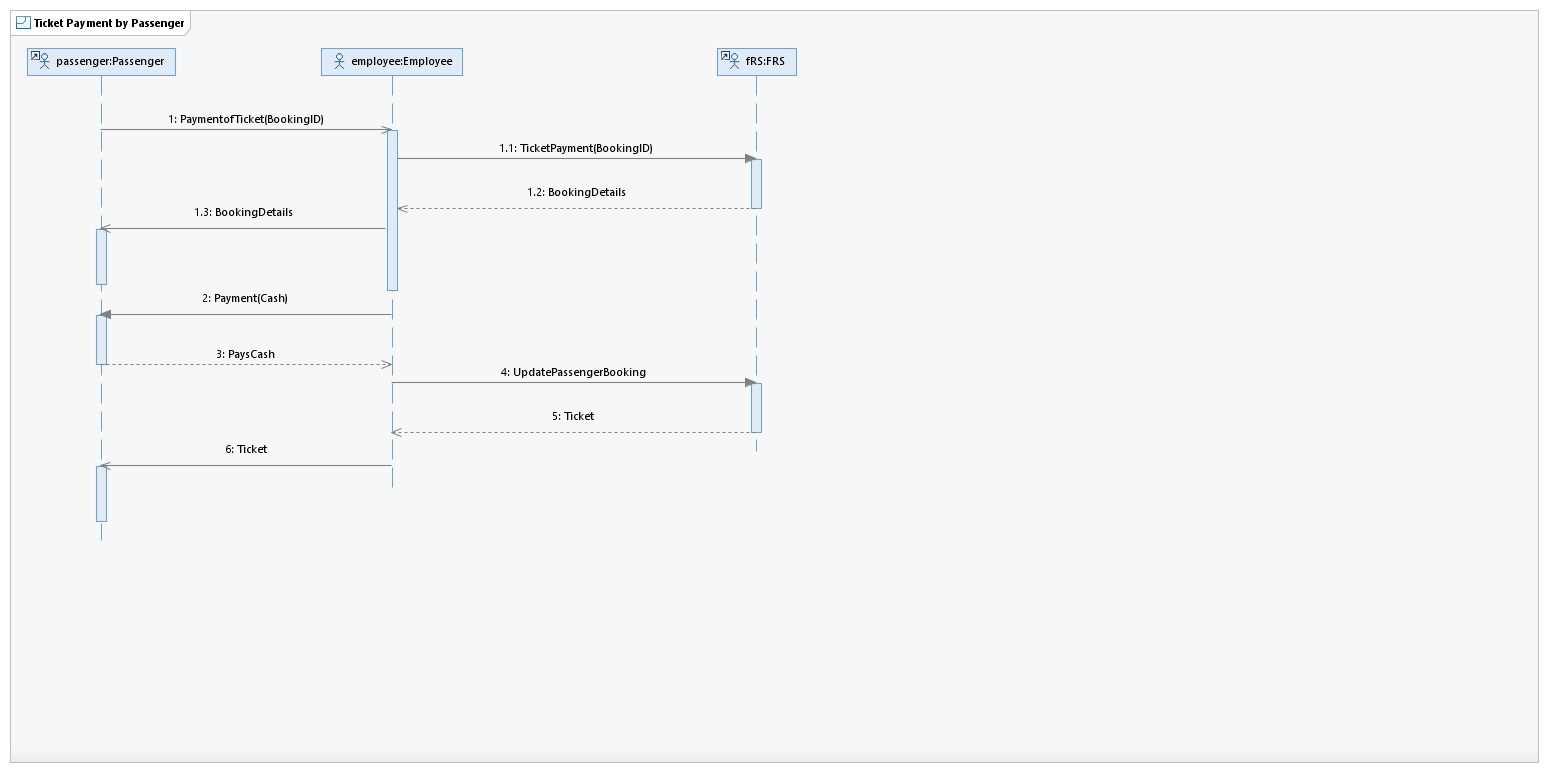 Ticket Payment by Passenger
passenger:Passenger
employee:Employee
fRS:FRS
1: PaymentofTicket(BookingID)
1.1: TicketPayment(BookingID)
1.2: BookingDetails
1.3: BookingDetails
2: Payment(Cash)
3: PaysCash
4: UpdatePassengerBooking
5: Ticket
6: Ticket